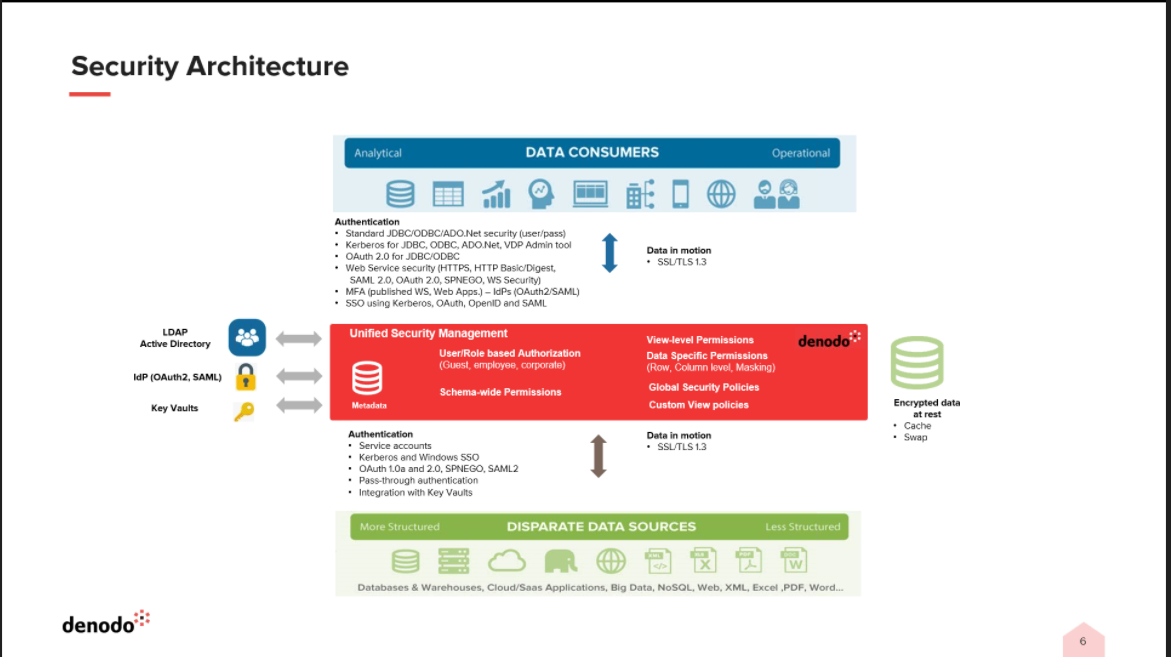 Security Architecture
Analytical
DATA CONSUMERS
Operational
Authentication
• Standard JDBC/ODBC/ADO.Net security (user/pass)
• Kerberos for JDBC, ODBC, ADO.Net, VDP Admin tool
• OAuth 2.0 for JDBC/ODBC
• Web Service security (HTTPS, HTTP Basic/Digest,
SAML 2.0, OAuth 2.0, SPNEGO, WS Security)
• MFA (published WS, Web Apps.) – IdPs (OAuth2/SAML)
• SSO using Kerberos, OAuth, OpenID and SAML
Data in motion
• SSL/TLS 1.3
LDAP
Active Directory
IdP (OAuth2, SAML)
Key Vaults
Unified Security Management
Metadata
User/Role based Authorization
(Guest, employee, corporate)
Schema-wide Permissions
View-level Permissions
Data Specific Permissions
(Row, Column level, Masking)
Global Security Policies
Custom View policies
denodo
Encrypted data
at rest
• Cache
• Swap
Authentication
• Service accounts
• Kerberos and Windows SSO
• OAuth 1.0a and 2.0, SPNEGO, SAML2
• Pass-through authentication
• Integration with Key Vaults
Data in motion
• SSL/TLS 1.3
More Structured
DISPARATE DATA SOURCES
Less Structured
</>
X
W
Databases & Warehouses, Cloud/Saas Applications, Big Data, NoSQL, Web, XML, Excel ,PDF, Word...
denodo
6